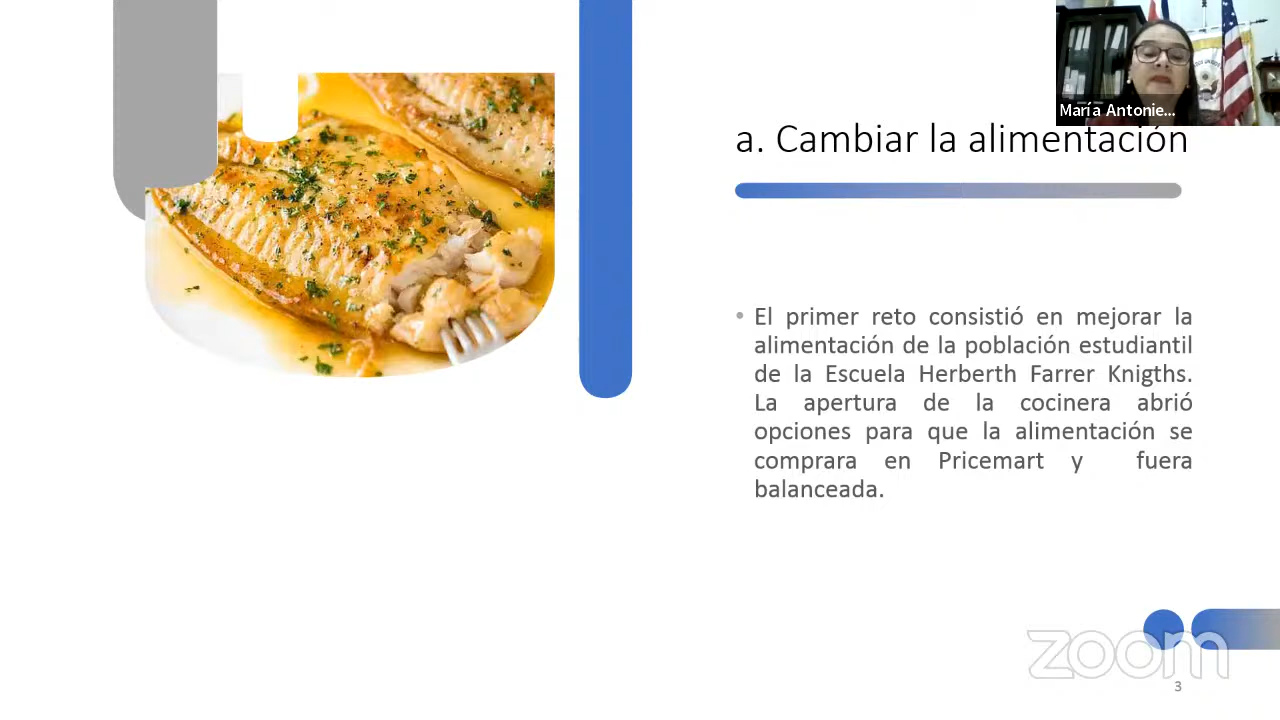 María Antonie...
a. Cambiar la alimentación
• El primer reto consistió en mejorar la
alimentación de la población estudiantil
de la Escuela Herberth Farrer Knigths.
La apertura de la cocinera abrió
opciones para que la alimentación se
comprara en Pricemart y fuera
balanceada.
zoom
3